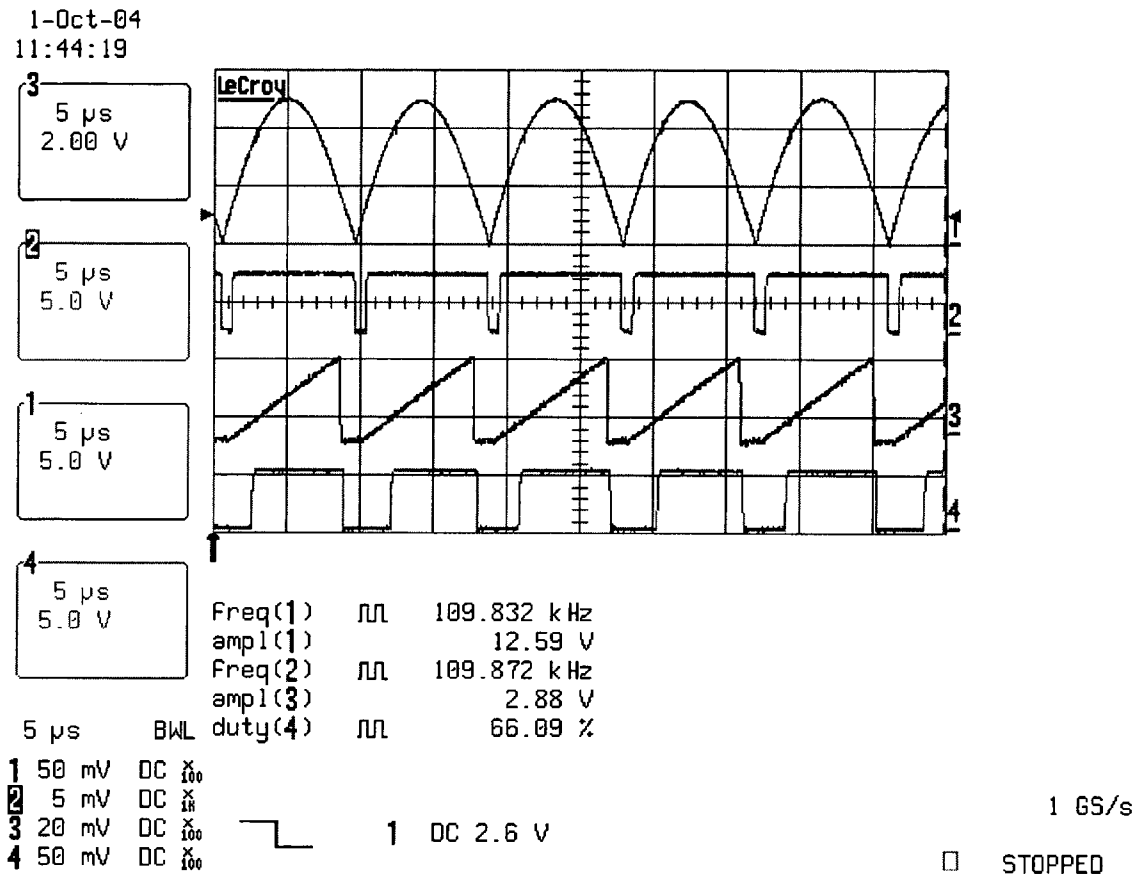 1-Oct-04
11:44:19
LeCroy
3
5 µs
2.00 V
2
5 µs
5.0 V
1
5 µs
5.0 V
4
5 µs
5.0 V
1
2
3
4
freq(1) 109.832 kHz
ampl(1) 12.59 V
freq(2) 109.872 kHz
ampl(3) 2.88 V
duty(4) 66.09 %
5 µs BWL
1 50 mV DC X100
2 5 mV DC X1K
3 20 mV DC X100
4 50 mV DC X100
1 DC 2.6 V
1 GS/s
STOPPED